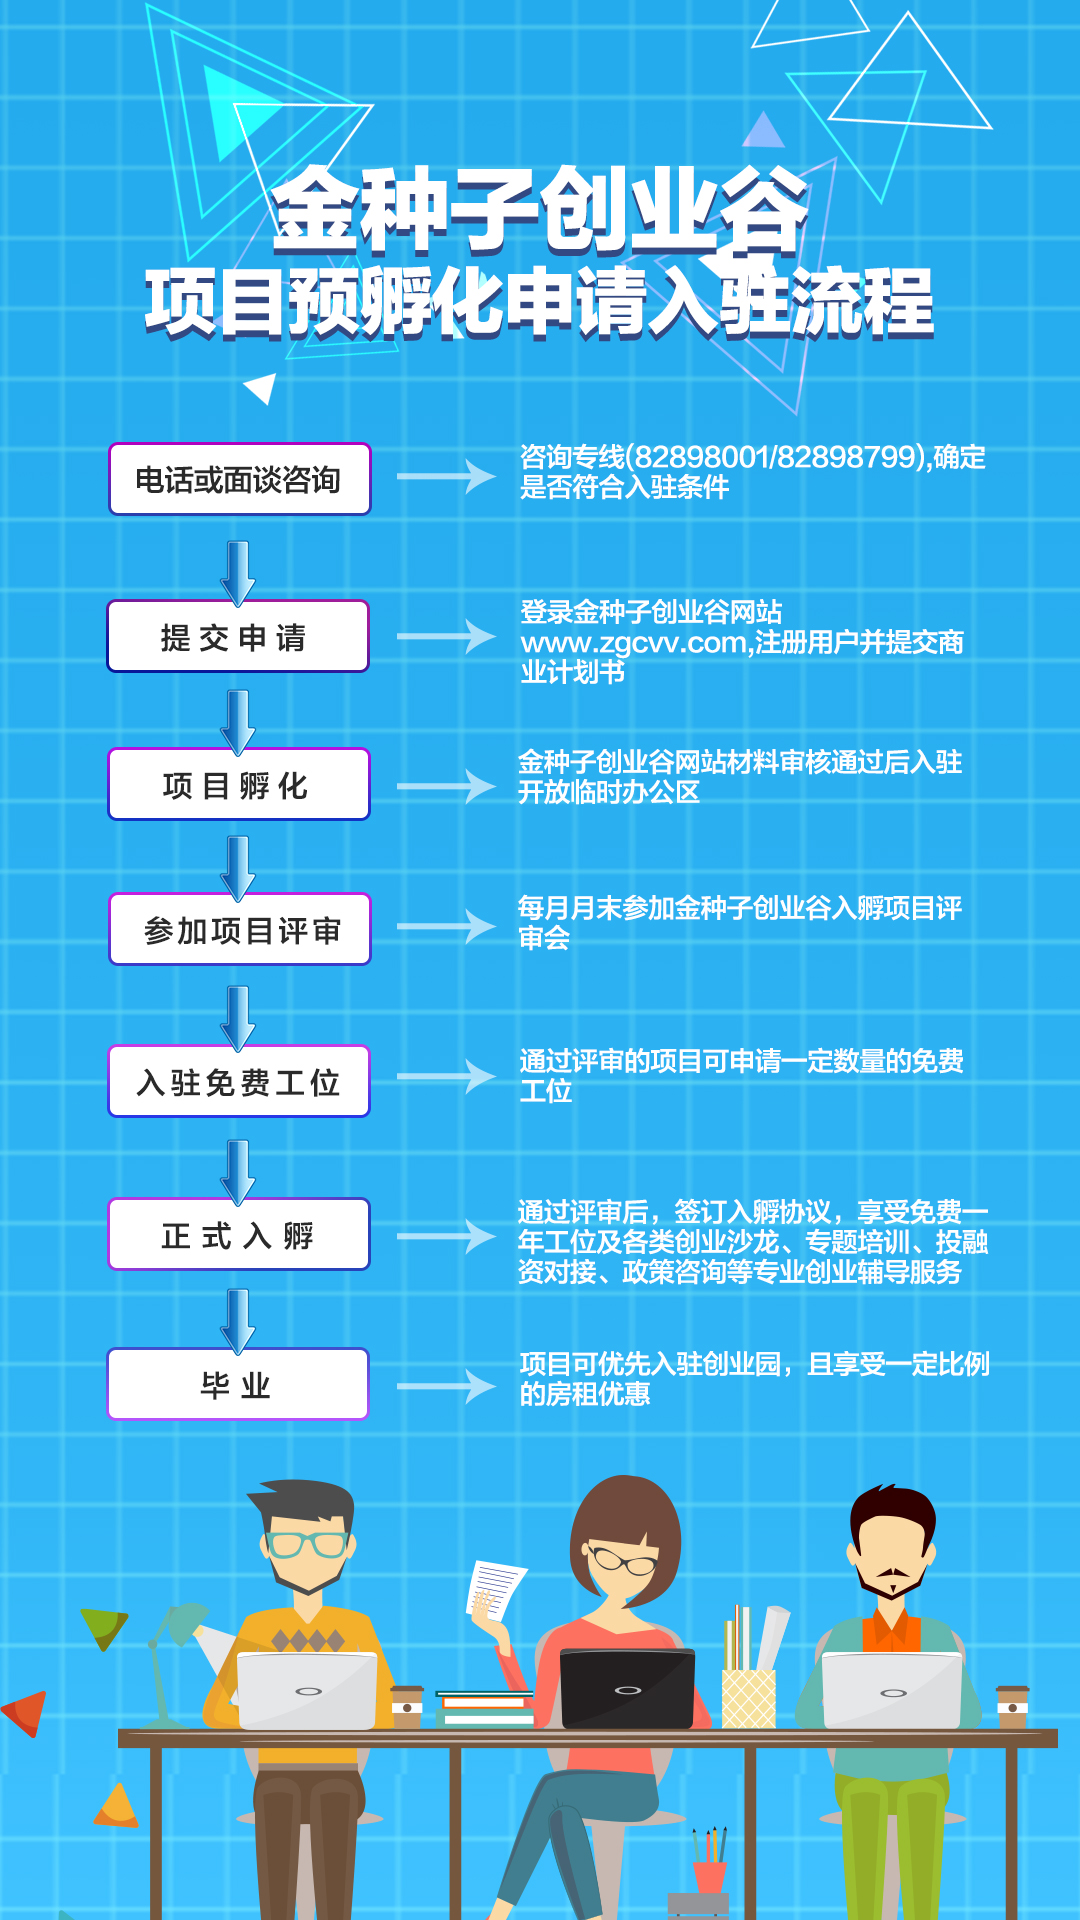 金种子创业谷
项目预孵化申请入驻流程
电话或面谈咨询
咨询专线(82898001/82898799),确定
是否符合入驻条件
提交申请
登录金种子创业谷网站
www.zgcvv.com,注册用户并提交商
业计划书
项目孵化
金种子创业谷网站材料审核通过后入驻
开放临时办公区
参加项目评审
每月月末参加金种子创业谷入孵项目评
审会
入驻免费工位
通过评审的项目可申请一定数量的免费
工位
正式入孵
通过评审后，签订入孵协议，享受免费一
年工位及各类创业沙龙、专题培训、投融
资对接、政策咨询等专业创业辅导服务
毕业
项目可优先入驻创业园，且享受一定比例
的房租优惠